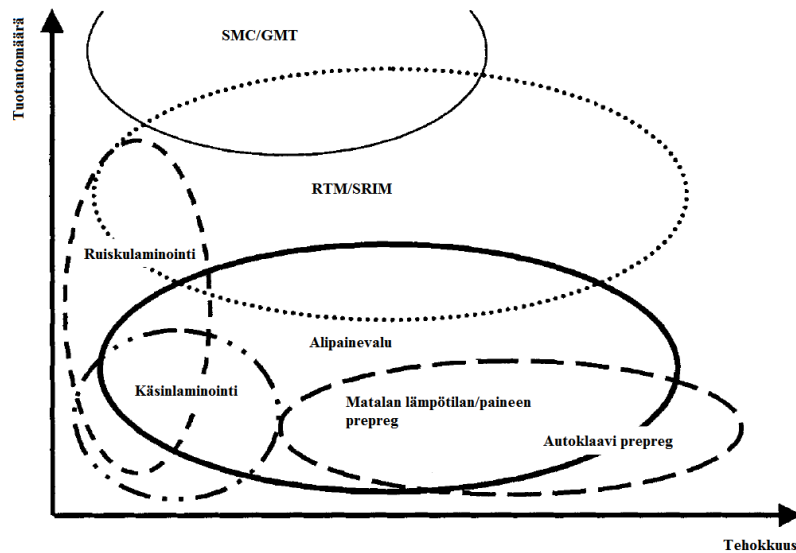 Tuotantomäärä
SMC/GMT
RTM/SRIM
Ruiskulaminointi
Alipainevalu
Käsinlaminointi
Matalan lämpötilan/paineen
prepreg
Autoklaavi prepreg
Tehokkuus